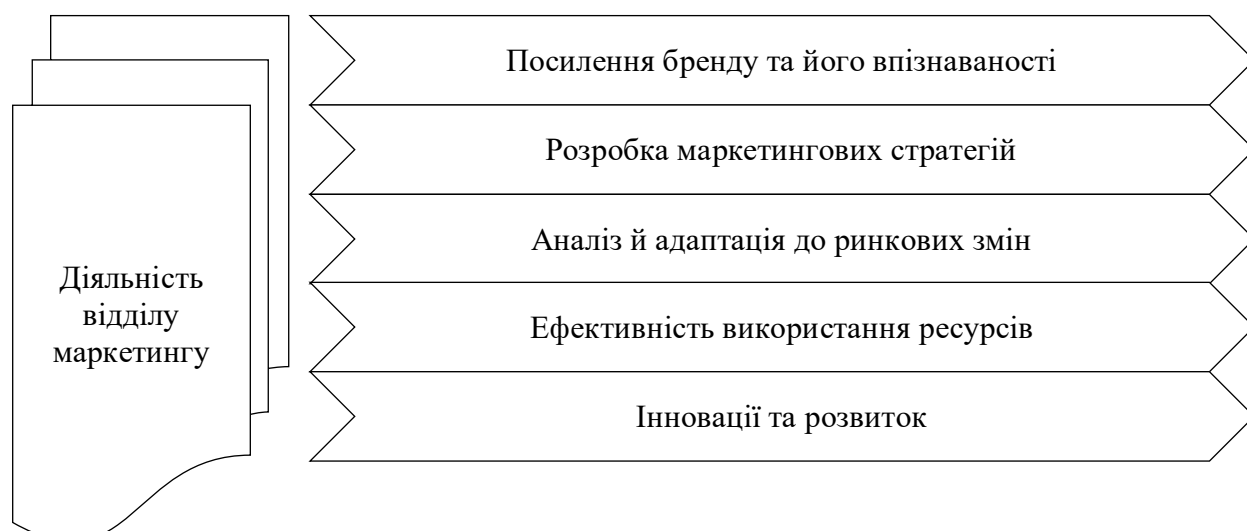 Діяльність
відділу
маркетингу
Посилення бренду та його впізнаваності
Розробка маркетингових стратегій
Аналіз й адаптація до ринкових змін
Ефективність використання ресурсів
Інновації та розвиток